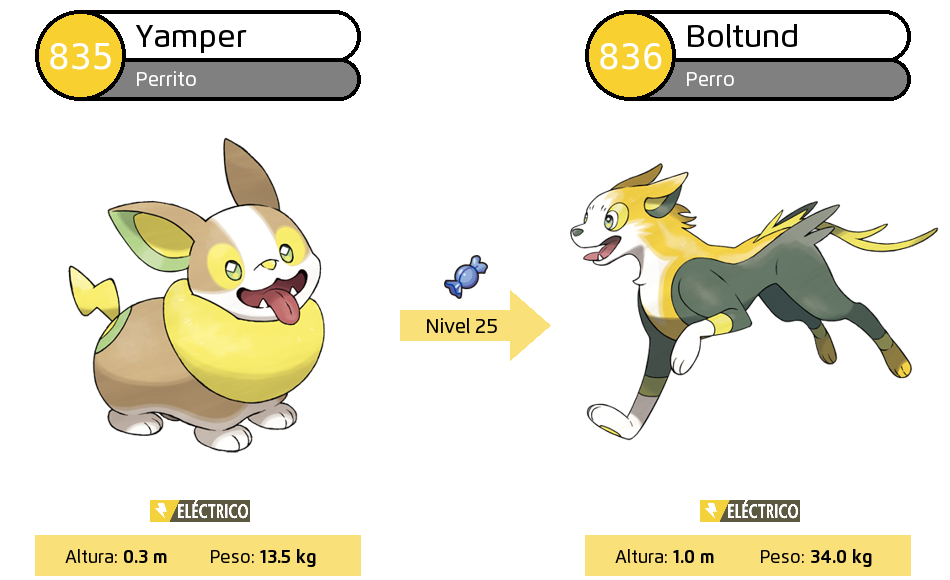 835
Yamper
Perrito
836
Boltund
Perro
Nivel 25
ELÉCTRICO
ELÉCTRICO
Altura: 0.3 m Peso: 13.5 kg
Altura: 1.0 m Peso: 34.0 kg